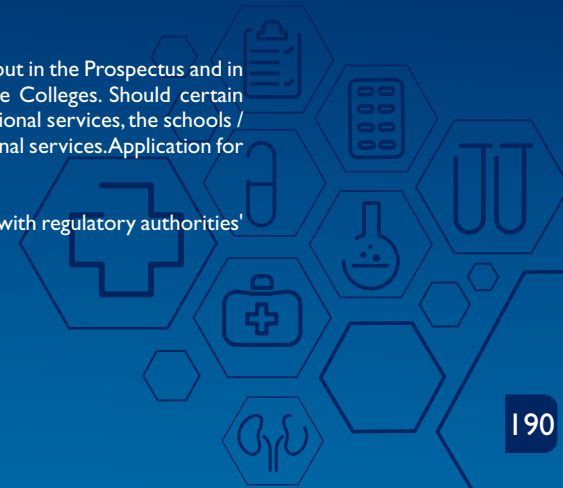 out in the Prospectus and in
e Colleges. Should certain
ional services, the schools /
nal services.Application for
with regulatory authorities'
190